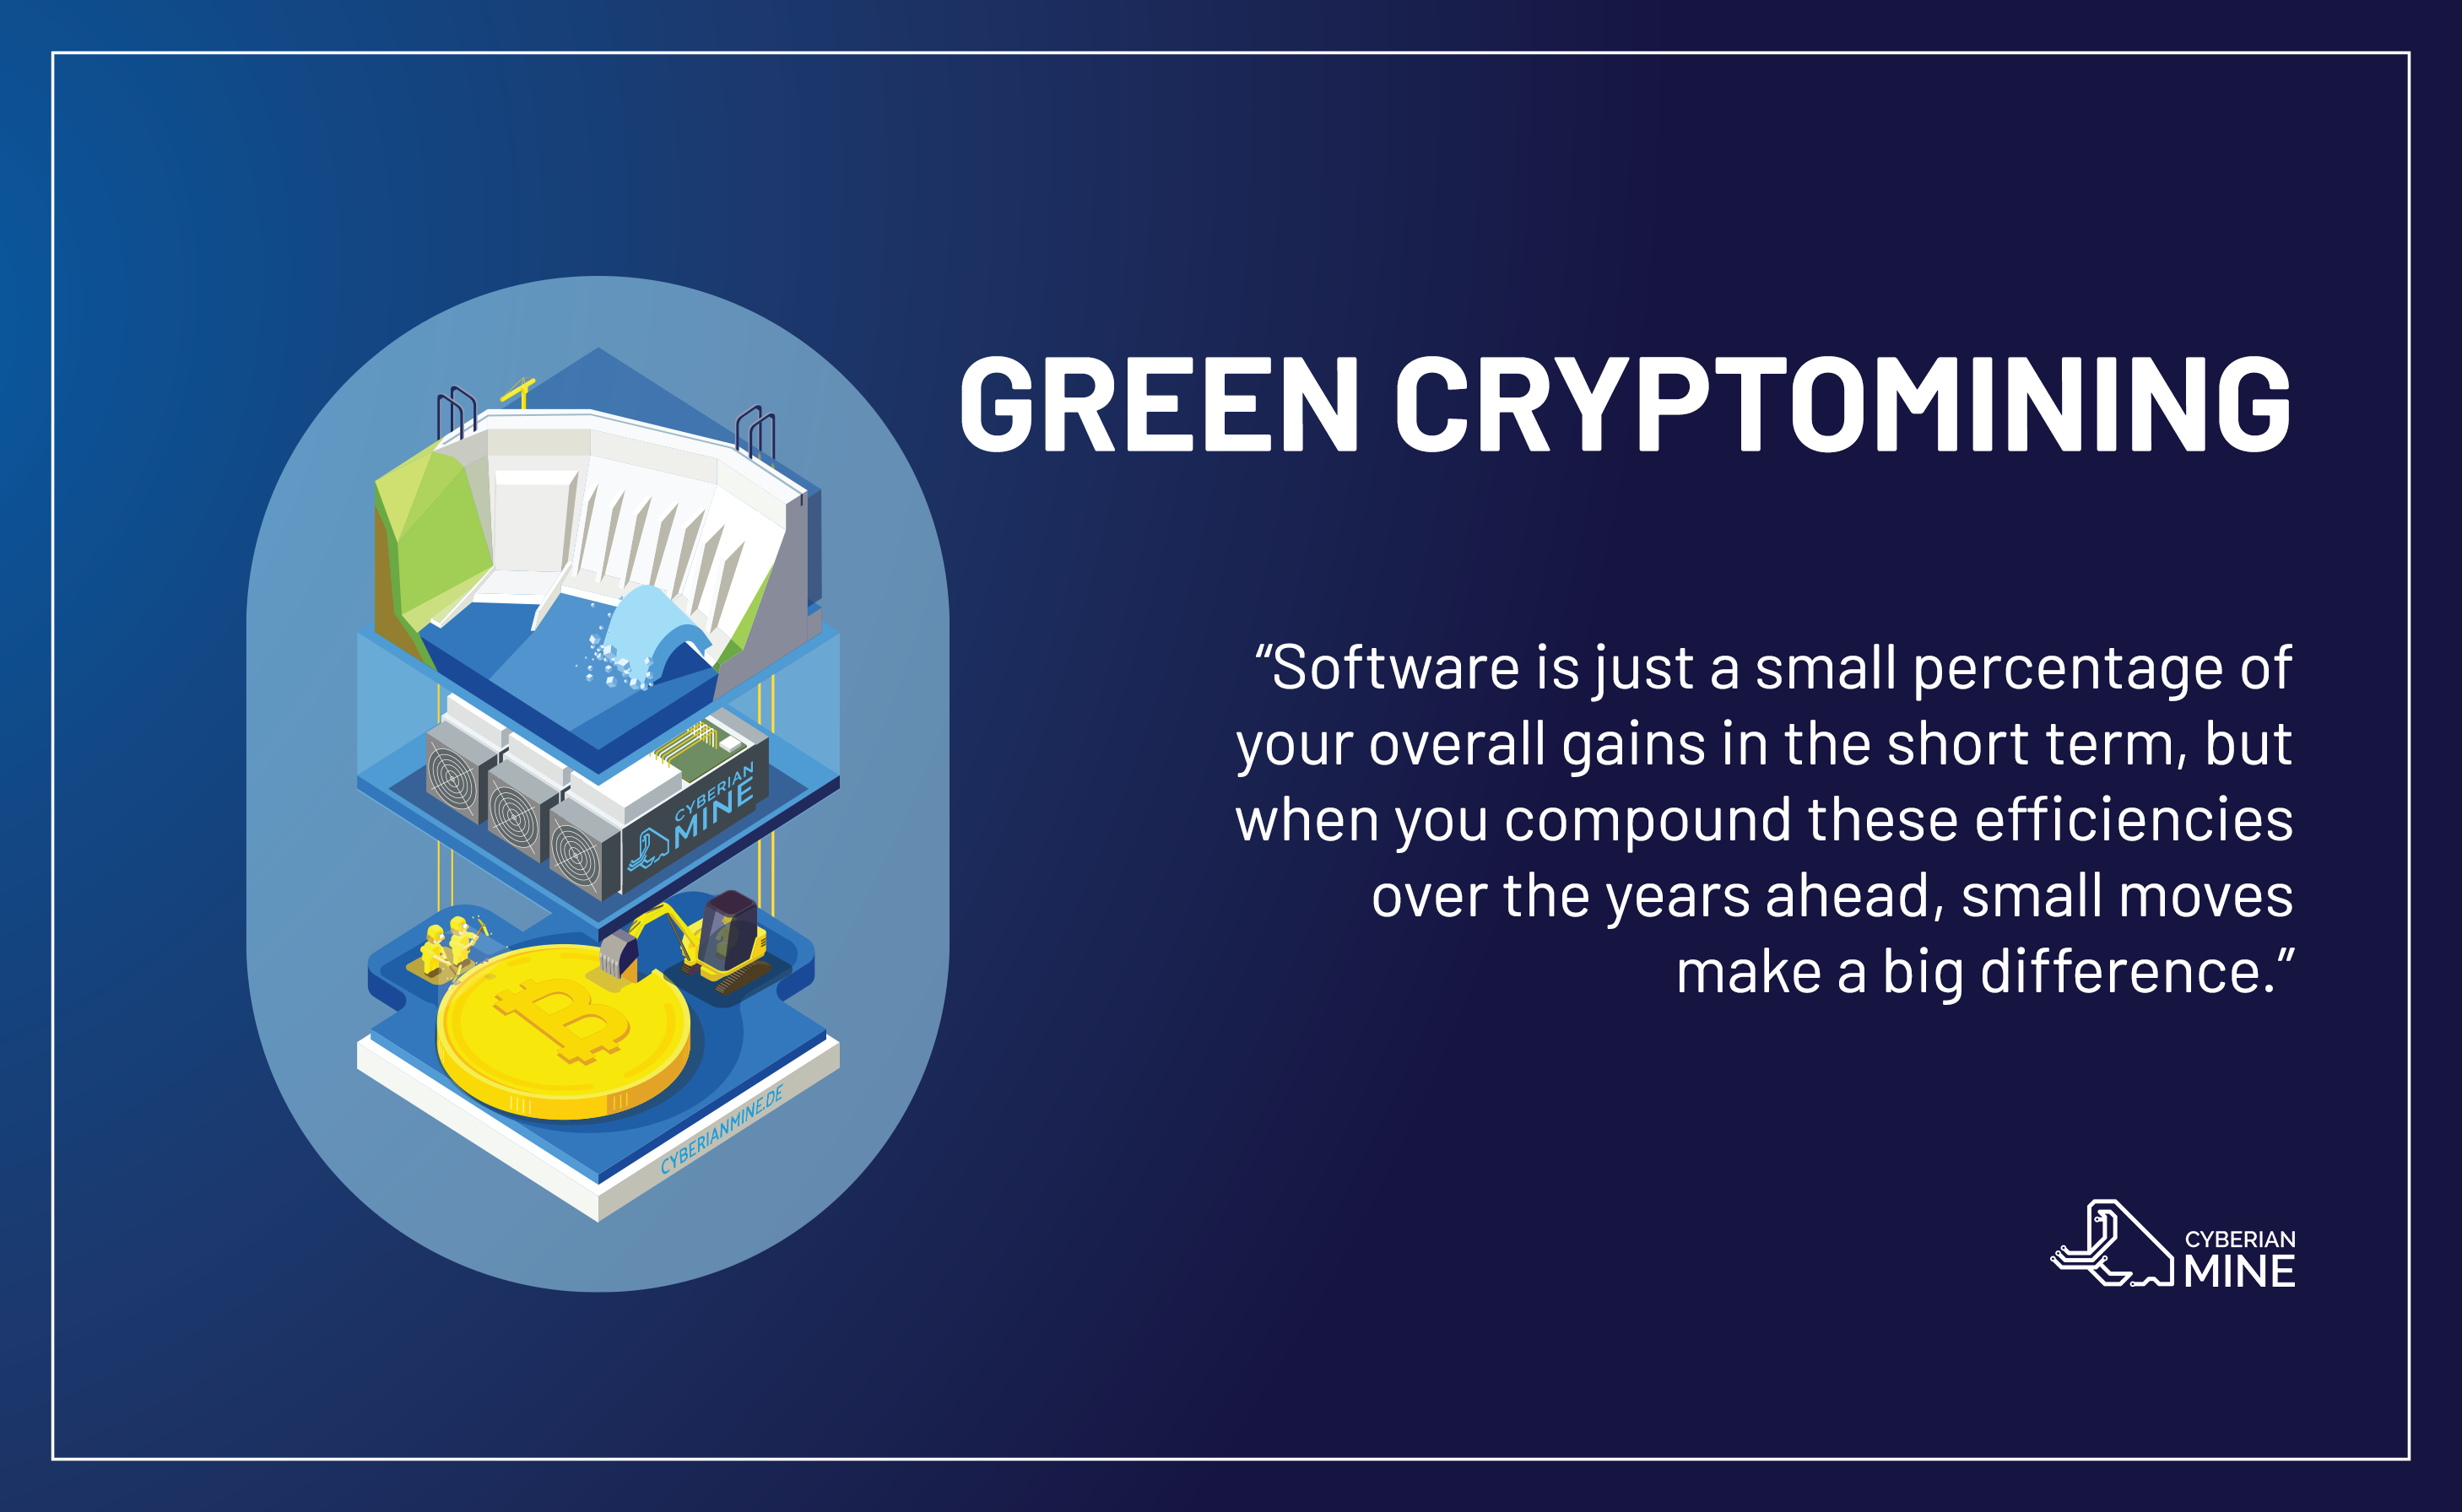 GREEN CRYPTOMINING
“Software is just a small percentage of
your overall gains in the short term, but
when you compound these efficiencies
over the years ahead, small moves
make a big difference.”
CYBERIAN
MINE
CYBERIANMINE.DE
CYBERIAN
MINE